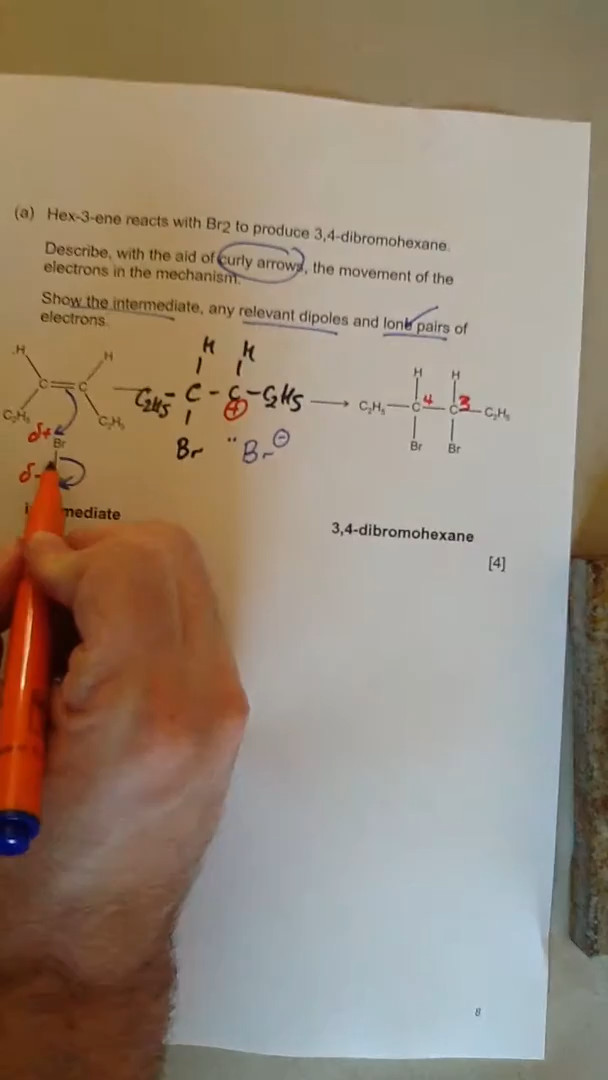 (a) Hex-3-ene reacts with Br2 to produce 3,4-dibromohexane.
Describe, with the aid of curly arrows, the movement of the
electrons in the mechanism.
Show the intermediate, any relevant dipoles and lone pairs of
electrons.
H H H H H H
C C C2H5 - C - C - C2H5 C2H5 C 4 C 3 C2H5
C2H5 C2H5 ⊕
δ+ Br Br Br ⊖ Br Br
δ-
mediate
3,4-dibromohexane
[4]
8